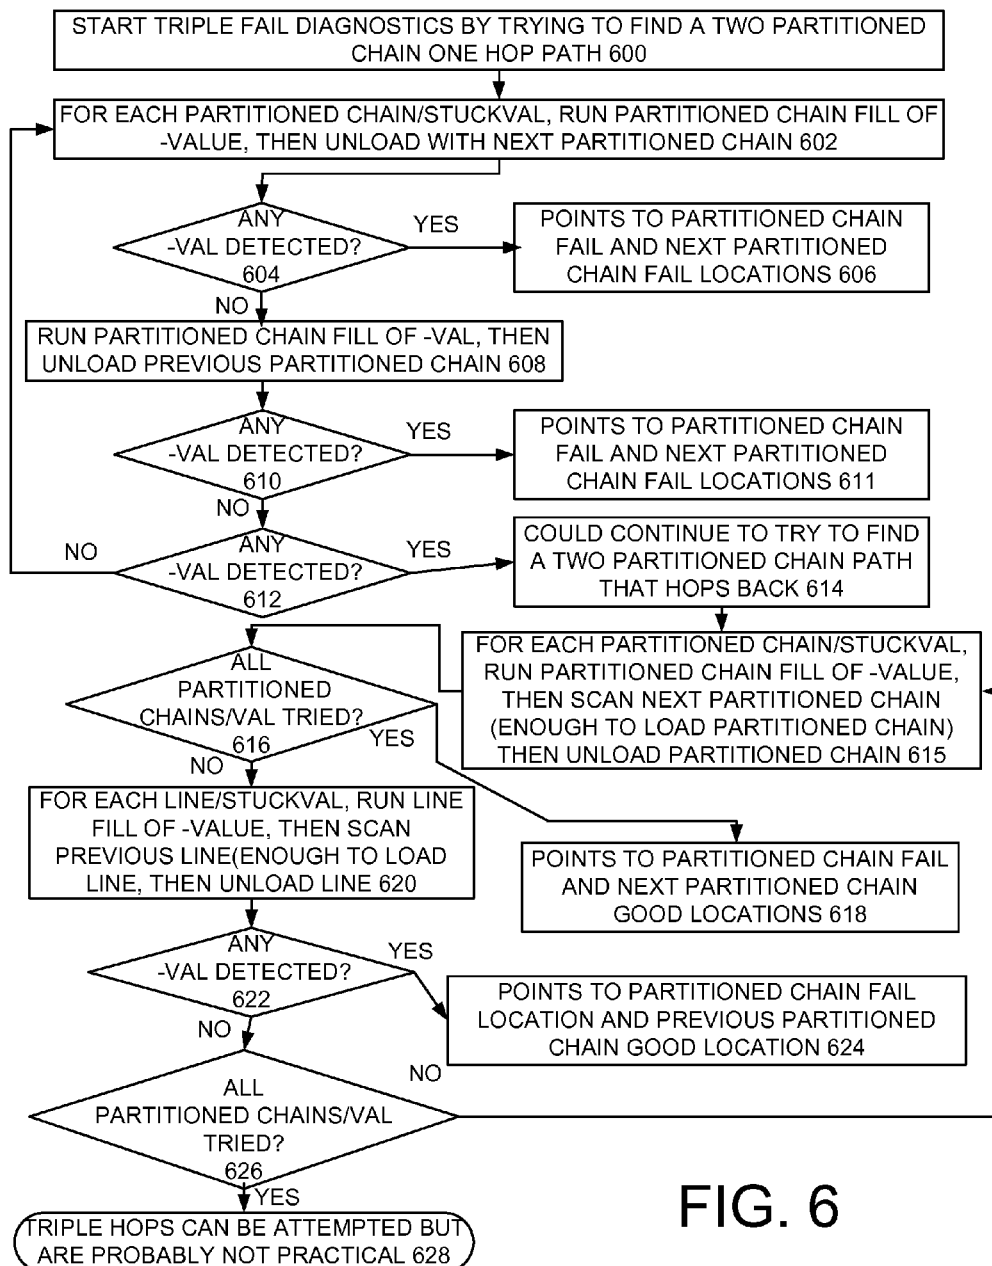 START TRIPLE FAIL DIAGNOSTICS BY TRYING TO FIND A TWO PARTITIONED
CHAIN ONE HOP PATH 600
FOR EACH PARTITIONED CHAIN/STUCKVAL, RUN PARTITIONED CHAIN FILL OF
-VALUE, THEN UNLOAD WITH NEXT PARTITIONED CHAIN 602
ANY
-VAL DETECTED?
604
YES
POINTS TO PARTITIONED CHAIN
FAIL AND NEXT PARTITIONED
CHAIN FAIL LOCATIONS 606
NO
RUN PARTITIONED CHAIN FILL OF -VAL, THEN
UNLOAD PREVIOUS PARTITIONED CHAIN 608
ANY
-VAL DETECTED?
610
YES
POINTS TO PARTITIONED CHAIN
FAIL AND NEXT PARTITIONED
CHAIN FAIL LOCATIONS 611
NO
ANY
-VAL DETECTED?
612
NO
YES
COULD CONTINUE TO TRY TO FIND
A TWO PARTITIONED CHAIN PATH
THAT HOPS BACK 614
FOR EACH PARTITIONED CHAIN/STUCKVAL,
RUN PARTITIONED CHAIN FILL OF -VALUE,
THEN SCAN NEXT PARTITIONED CHAIN
(ENOUGH TO LOAD PARTITIONED CHAIN)
THEN UNLOAD PARTITIONED CHAIN 615
ALL
PARTITIONED
CHAINS/VAL TRIED?
616
YES
NO
POINTS TO PARTITIONED CHAIN FAIL
AND NEXT PARTITIONED CHAIN
GOOD LOCATIONS 618
FOR EACH LINE/STUCKVAL, RUN LINE
FILL OF -VALUE, THEN SCAN
PREVIOUS LINE(ENOUGH TO LOAD
LINE, THEN UNLOAD LINE 620
ANY
-VAL DETECTED?
622
YES
POINTS TO PARTITIONED CHAIN FAIL
LOCATION AND PREVIOUS PARTITIONED
CHAIN GOOD LOCATION 624
NO
ALL
PARTITIONED CHAINS/VAL
TRIED?
626
NO
YES
TRIPLE HOPS CAN BE ATTEMPTED BUT
ARE PROBABLY NOT PRACTICAL 628
FIG. 6